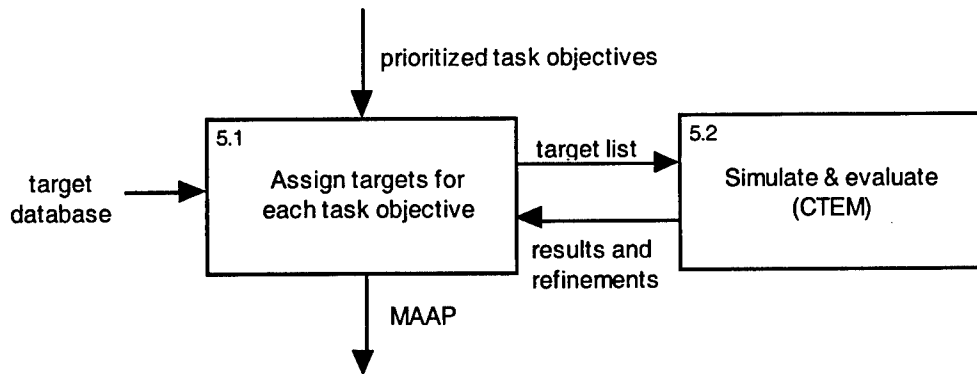 prioritized task objectives
5.1
Assign targets for
each task objective
target
database
target list
results and
refinements
5.2
Simulate & evaluate
(CTEM)
MAAP